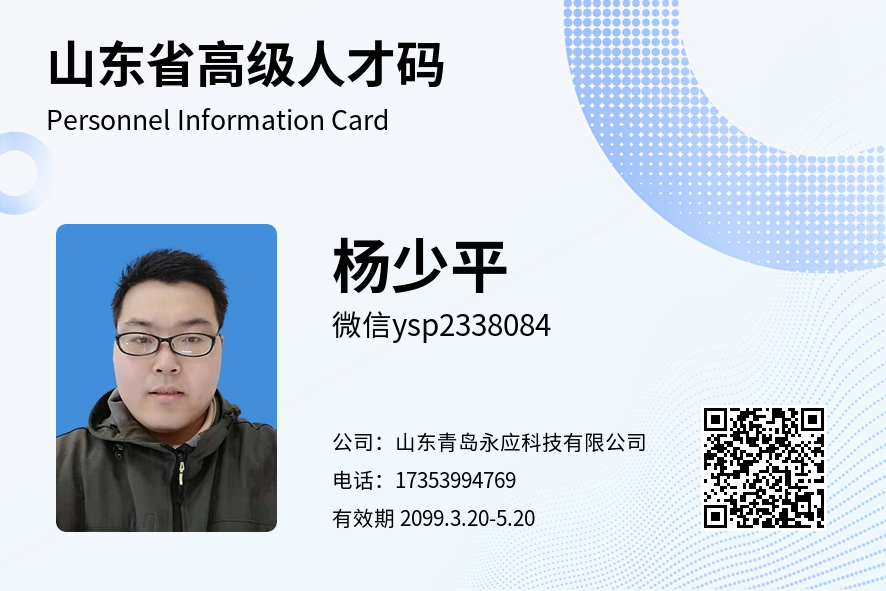 山东省高级人才码
Personnel Information Card
杨少平
微信ysp2338084
公司：山东青岛永应科技有限公司
电话：17353994769
有效期 2099.3.20-5.20